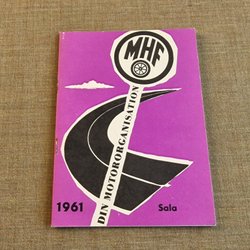 MHF
DIN MOTORORGANISATION
1961 Sala